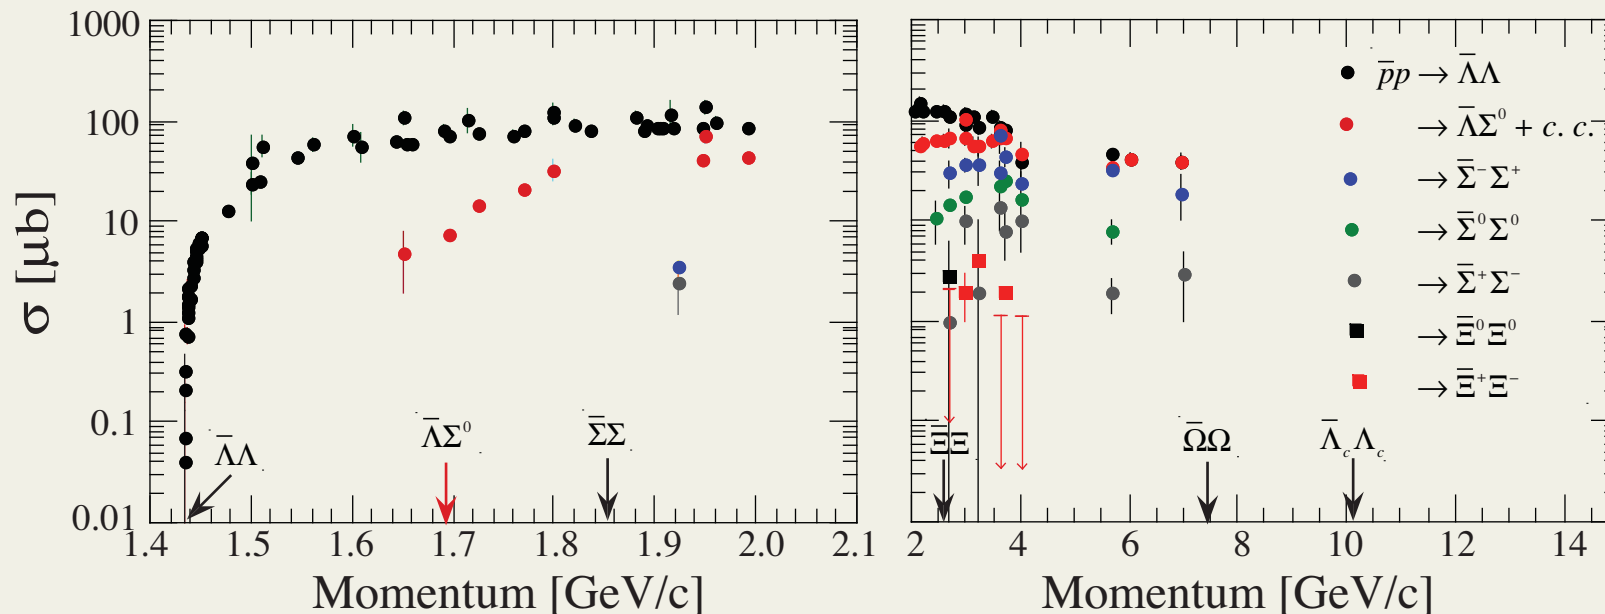 1000
100
10
1
0.1
0.01
σ [μb]
Λ̄Λ
Λ̄Σ⁰
Σ̄Σ
1.4 1.5 1.6 1.7 1.8 1.9 2.0 2.1
Momentum [GeV/c]
p̄p → Λ̄Λ
→ Λ̄Σ⁰ + c. c.
→ Σ̄⁻Σ⁺
→ Σ̄⁰Σ⁰
→ Σ̄⁺Σ⁻
→ Ξ̄⁰Ξ⁰
→ Ξ̄⁺Ξ⁻
Ξ̄Ξ
Ω̄Ω
Λ̄_cΛ_c
2 4 6 8 10 12 14
Momentum [GeV/c]